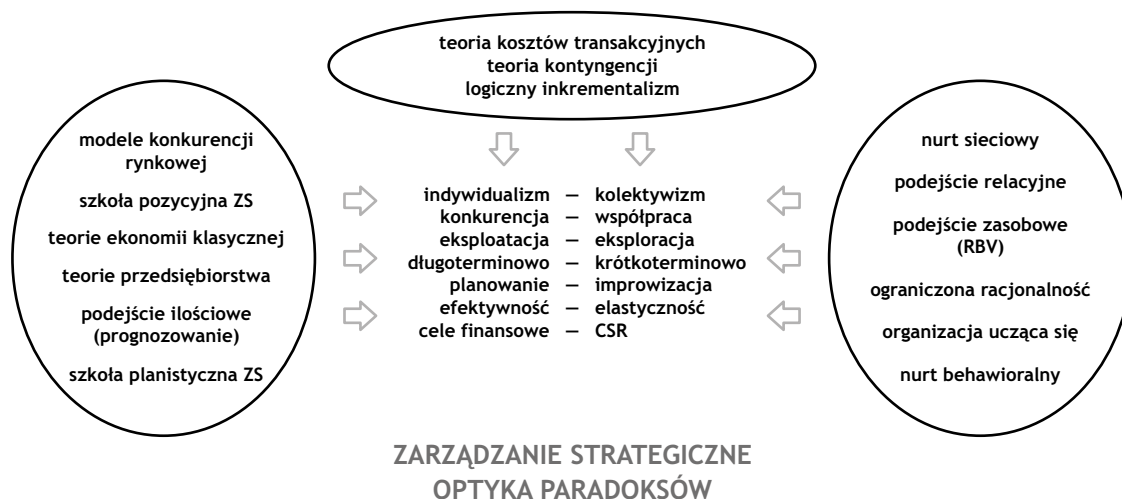 teoria kosztów transakcyjnych
teoria kontyngencji
logiczny inkrementalizm
modele konkurencji
rynkowej
szkoła pozycyjna ZS
teorie ekonomii klasycznej
teorie przedsiębiorstwa
podejście ilościowe
(prognozowanie)
szkoła planistyczna ZS
indywidualizm – kolektywizm
konkurencja – współpraca
eksploatacja – eksploracja
długoterminowo – krótkoterminowo
planowanie – improwizacja
efektywność – elastyczność
cele finansowe – CSR
nurt sieciowy
podejście relacyjne
podejście zasobowe
(RBV)
ograniczona racjonalność
organizacja ucząca się
nurt behawioralny
ZARZĄDZANIE STRATEGICZNE
OPTYKA PARADOKSÓW